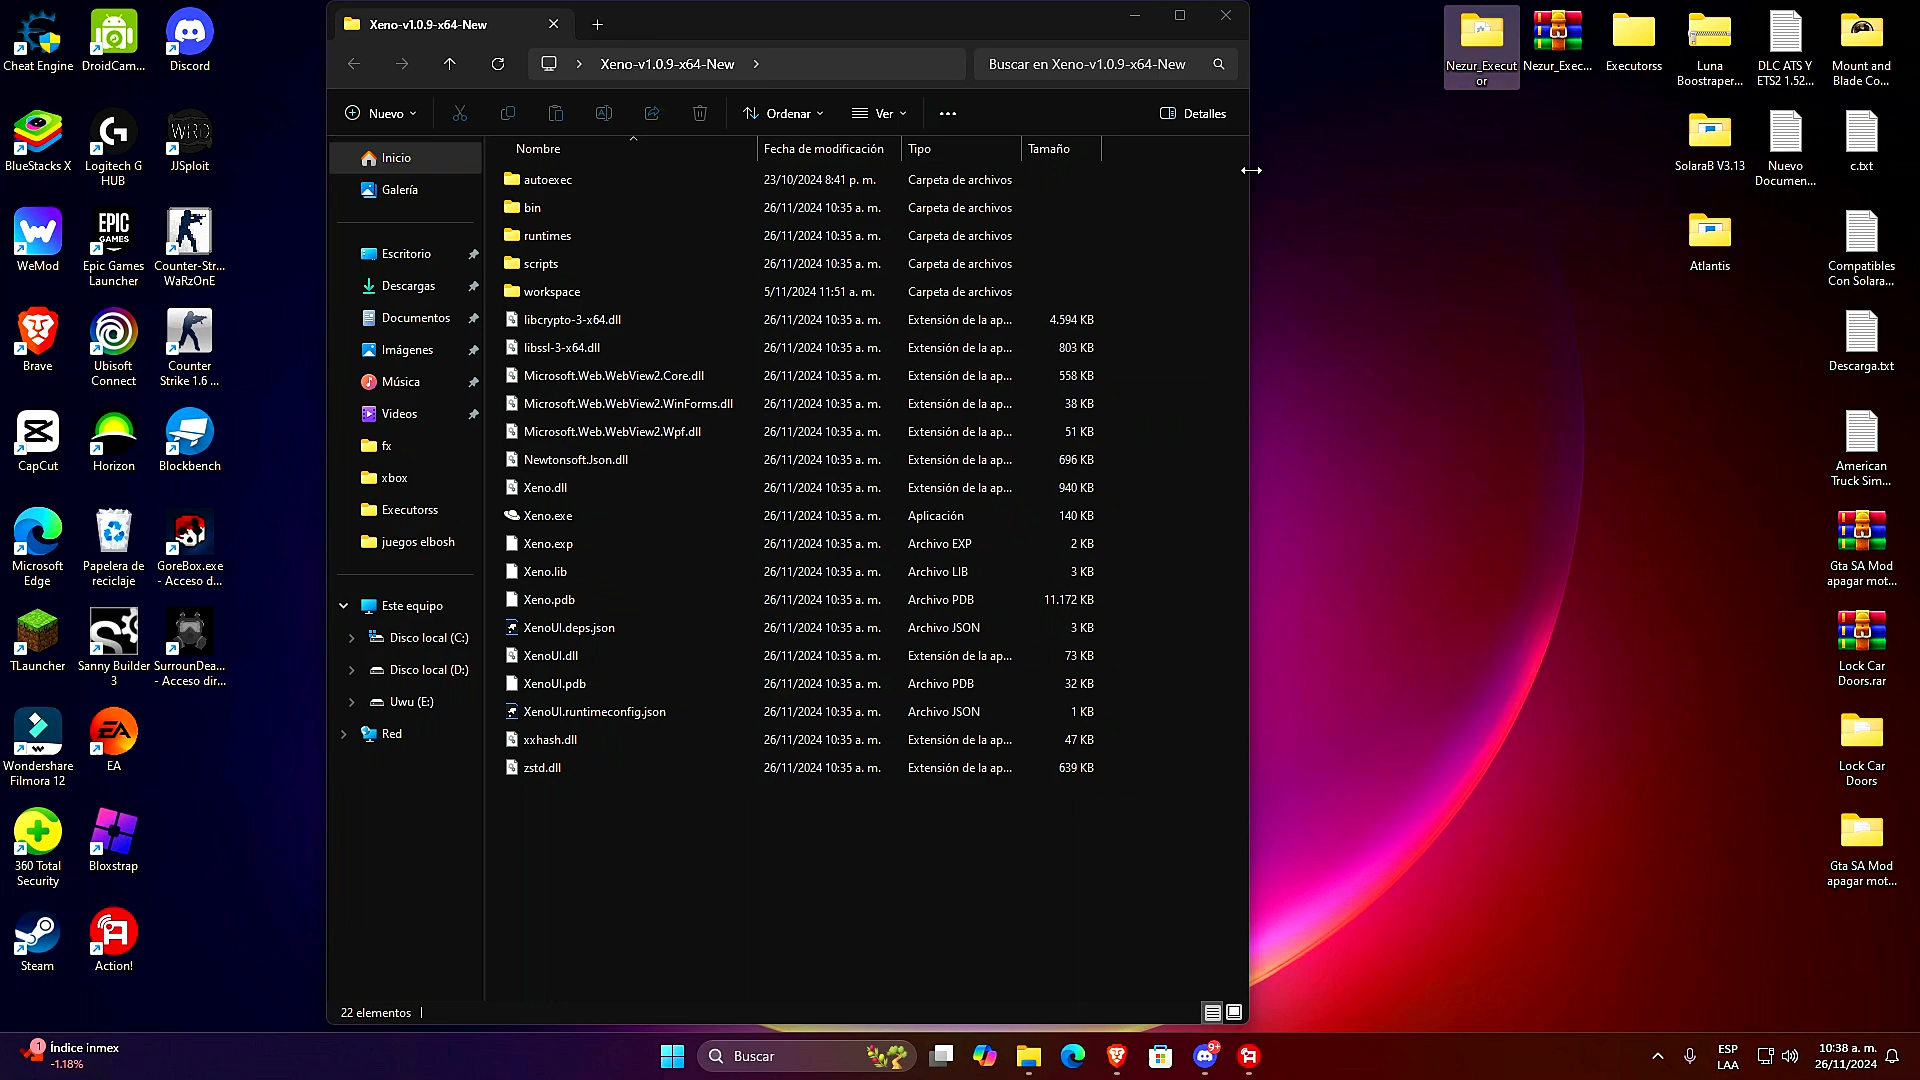 Cheat Engine
DroidCam...
Discord
BlueStacks X
Logitech G
HUB
WRD
JJSploit
WeMod
EPIC
GAMES
Epic Games
Launcher
Counter-Str...
WaRzOnE
Brave
Ubisoft
Connect
Counter
Strike 1.6 ...
CapCut
Horizon
Blockbench
Microsoft
Edge
Papelera de
reciclaje
GoreBox.exe
- Acceso d...
TLauncher
Sanny Builder
3
SurrounDea...
- Acceso dir...
Wondershare
Filmora 12
EA
EA
360 Total
Security
Bloxstrap
Steam
Action!
Xeno-v1.0.9-x64-New
Xeno-v1.0.9-x64-New
Buscar en Xeno-v1.0.9-x64-New
Nuevo
Ordenar
Ver
Detalles
Inicio
Galería
Escritorio
Descargas
Documentos
Imágenes
Música
Videos
fx
xbox
Executorss
juegos elbosh
Este equipo
Disco local (C:)
Disco local (D:)
Uwu (E:)
Red
Nombre Fecha de modificación Tipo Tamaño
autoexec 23/10/2024 8:41 p. m. Carpeta de archivos
bin 26/11/2024 10:35 a. m. Carpeta de archivos
runtimes 26/11/2024 10:35 a. m. Carpeta de archivos
scripts 26/11/2024 10:35 a. m. Carpeta de archivos
workspace 5/11/2024 11:51 a. m. Carpeta de archivos
libcrypto-3-x64.dll 26/11/2024 10:35 a. m. Extensión de la ap... 4.594 KB
libssl-3-x64.dll 26/11/2024 10:35 a. m. Extensión de la ap... 803 KB
Microsoft.Web.WebView2.Core.dll 26/11/2024 10:35 a. m. Extensión de la ap... 558 KB
Microsoft.Web.WebView2.WinForms.dll 26/11/2024 10:35 a. m. Extensión de la ap... 38 KB
Microsoft.Web.WebView2.Wpf.dll 26/11/2024 10:35 a. m. Extensión de la ap... 51 KB
Newtonsoft.Json.dll 26/11/2024 10:35 a. m. Extensión de la ap... 696 KB
Xeno.dll 26/11/2024 10:35 a. m. Extensión de la ap... 940 KB
Xeno.exe 26/11/2024 10:35 a. m. Aplicación 140 KB
Xeno.exp 26/11/2024 10:35 a. m. Archivo EXP 2 KB
Xeno.lib 26/11/2024 10:35 a. m. Archivo LIB 3 KB
Xeno.pdb 26/11/2024 10:35 a. m. Archivo PDB 11.172 KB
XenoUI.deps.json 26/11/2024 10:35 a. m. Archivo JSON 3 KB
XenoUI.dll 26/11/2024 10:35 a. m. Extensión de la ap... 73 KB
XenoUI.pdb 26/11/2024 10:35 a. m. Archivo PDB 32 KB
XenoUI.runtimeconfig.json 26/11/2024 10:35 a. m. Archivo JSON 1 KB
xxhash.dll 26/11/2024 10:35 a. m. Extensión de la ap... 47 KB
zstd.dll 26/11/2024 10:35 a. m. Extensión de la ap... 639 KB
22 elementos
Nezur_Execut
or
Nezur_Exec...
Executorss
Luna
Boostraper...
DLC ATS Y
ETS2 1.52...
Mount and
Blade Co...
SolaraB V3.13
Nuevo
Documen...
c.txt
Atlantis
Compatibles
Con Solara...
Descarga.txt
American
Truck Sim...
Gta SA Mod
apagar mot...
Lock Car
Doors.rar
Lock Car
Doors
Gta SA Mod
apagar mot...
1
Índice inmex
-1.18%
Buscar
9+
ESP
LAA
10:38 a. m.
26/11/2024